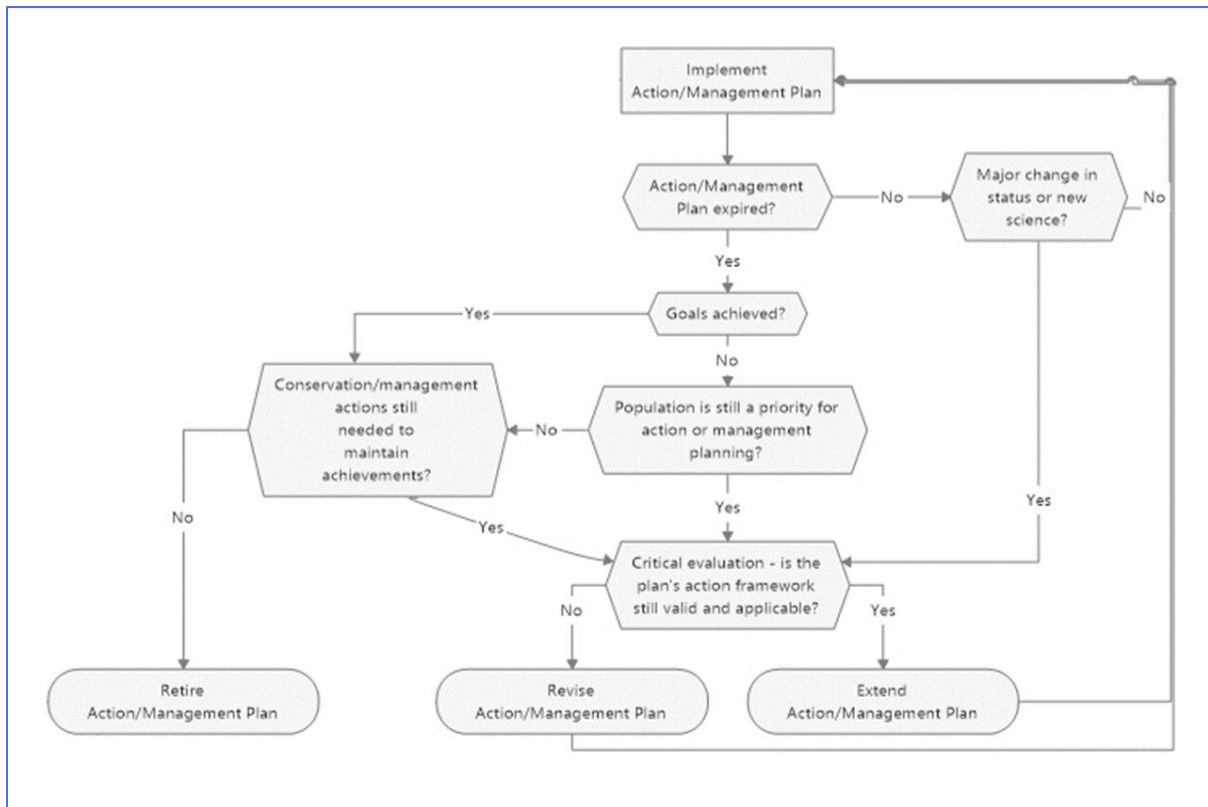 Implement
Action/Management Plan
Action/Management
Plan expired?
No
Major change in
status or new
science?
No
Yes
Goals achieved?
Yes
No
Conservation/management
actions still
needed to
maintain
achievements?
No
Population is still a priority for
action or management
planning?
No
Yes
Yes
Yes
Critical evaluation - is the
plan's action framework
still valid and applicable?
No
Yes
Retire
Action/Management Plan
Revise
Action/Management Plan
Extend
Action/Management Plan